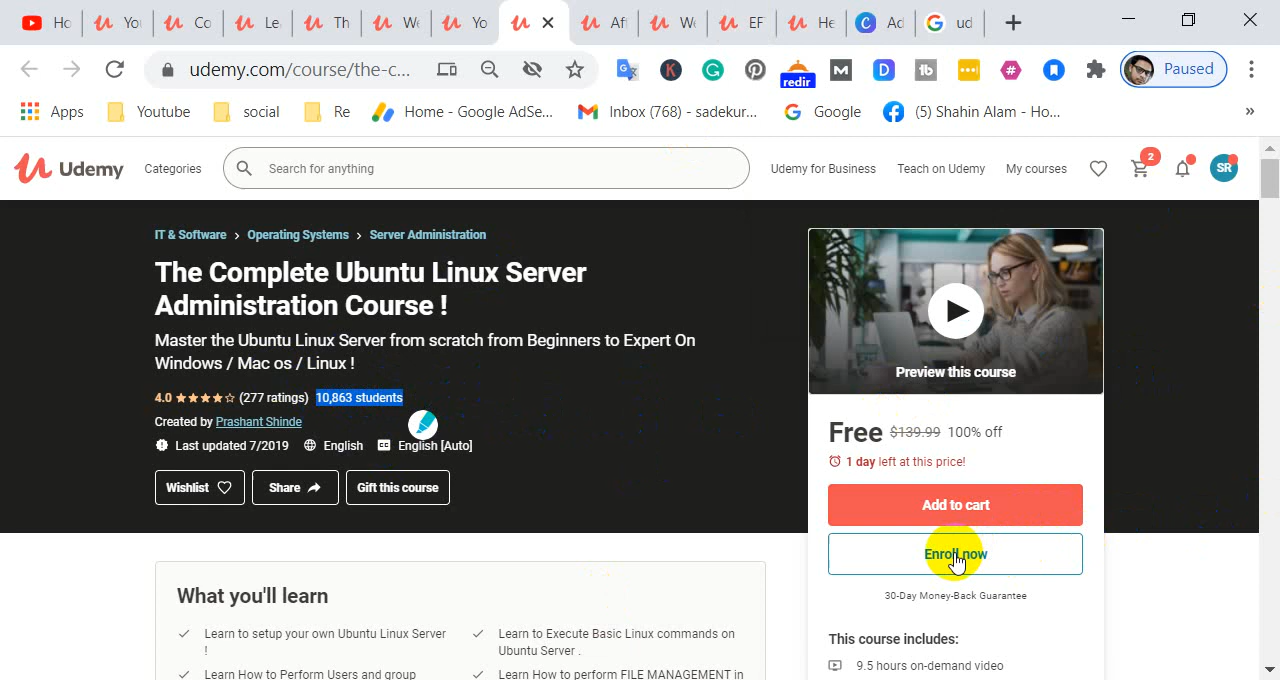 Ho
You
Co
Le
Th
We
Yo
Aft
We
EF
He
Ad
ud
udemy.com/course/the-c...
redir
Paused
Apps
Youtube
social
Re
Home - Google AdSe...
Inbox (768) - sadekur...
Google
(5) Shahin Alam - Ho...
»
Udemy
Categories
Search for anything
Udemy for Business
Teach on Udemy
My courses
2
SR
IT & Software › Operating Systems › Server Administration
The Complete Ubuntu Linux Server
Administration Course !
Master the Ubuntu Linux Server from scratch from Beginners to Expert On
Windows / Mac os / Linux !
4.0 (277 ratings) 10,863 students
Created by Prashant Shinde
Last updated 7/2019 English English [Auto]
Wishlist
Share
Gift this course
Preview this course
Free $139.99 100% off
1 day left at this price!
Add to cart
Enroll now
30-Day Money-Back Guarantee
This course includes:
9.5 hours on-demand video
What you'll learn
Learn to setup your own Ubuntu Linux Server
!
Learn to Execute Basic Linux commands on
Ubuntu Server .
Learn How to Perform Users and group
Learn How to perform FILE MANAGEMENT in